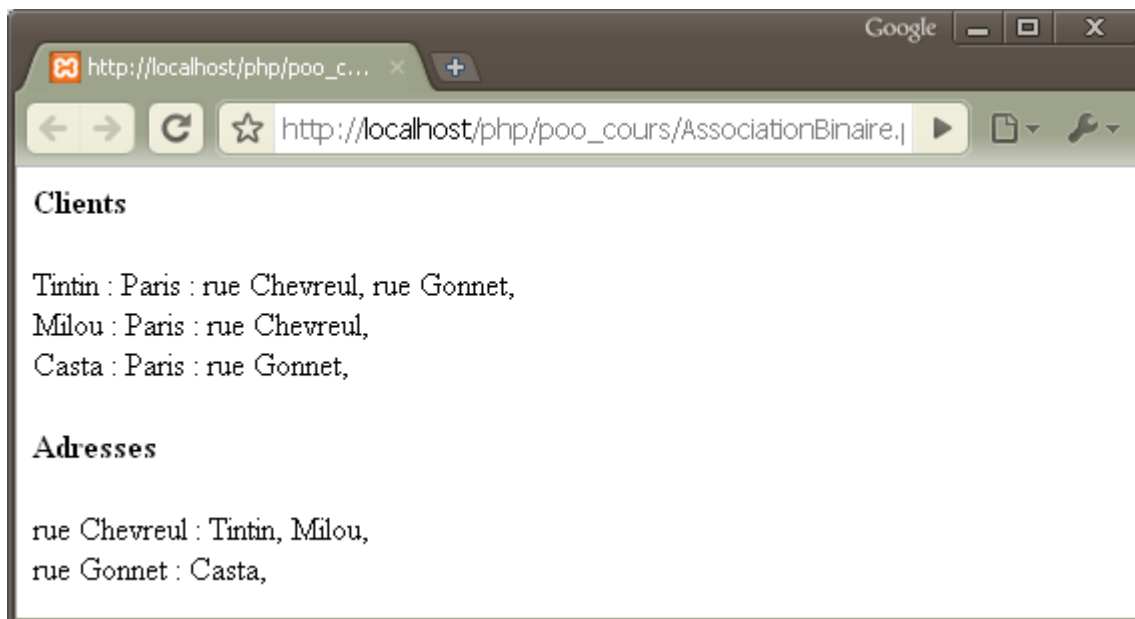 Google
http://localhost/php/poo_c...
http://localhost/php/poo_cours/AssociationBinaire.p
Clients
Tintin : Paris : rue Chevreul, rue Gonnet,
Milou : Paris : rue Chevreul,
Casta : Paris : rue Gonnet,
Adresses
rue Chevreul : Tintin, Milou,
rue Gonnet : Casta,